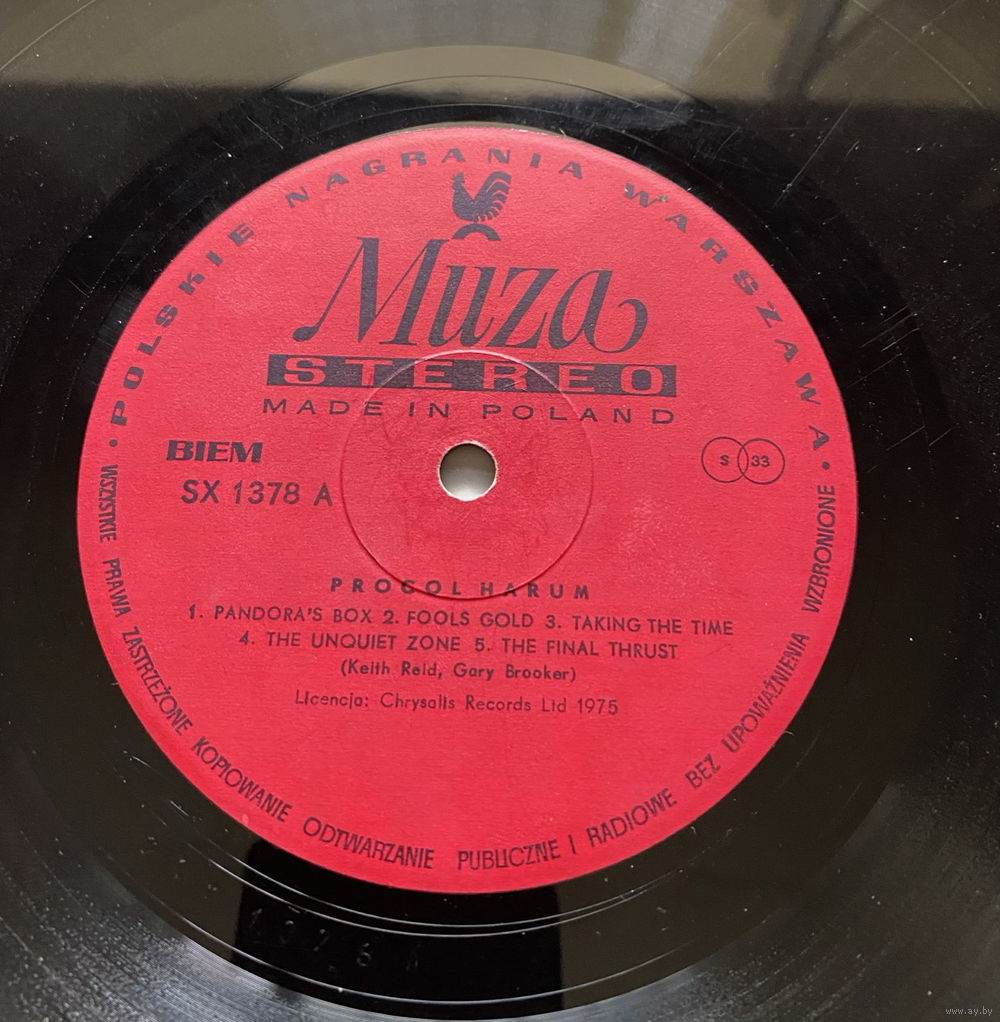 POLSKIE NAGRANIA WARSZAWA
Muza
STEREO
MADE IN POLAND
BIEM
SX 1378 A
S 33
PROCOL HARUM
1. PANDORA'S BOX 2. FOOLS GOLD 3. TAKING THE TIME
4. THE UNQUIET ZONE 5. THE FINAL THRUST
(Keith Reid, Gary Brooker)
Licencja: Chrysalis Records Ltd 1975
• WSZYSTKIE PRAWA ZASTRZEŻONE KOPIOWANIE ODTWARZANIE PUBLICZNE I RADIOWE BEZ UPOWAŻNIENIA WZBRONIONE •
www.ay.by